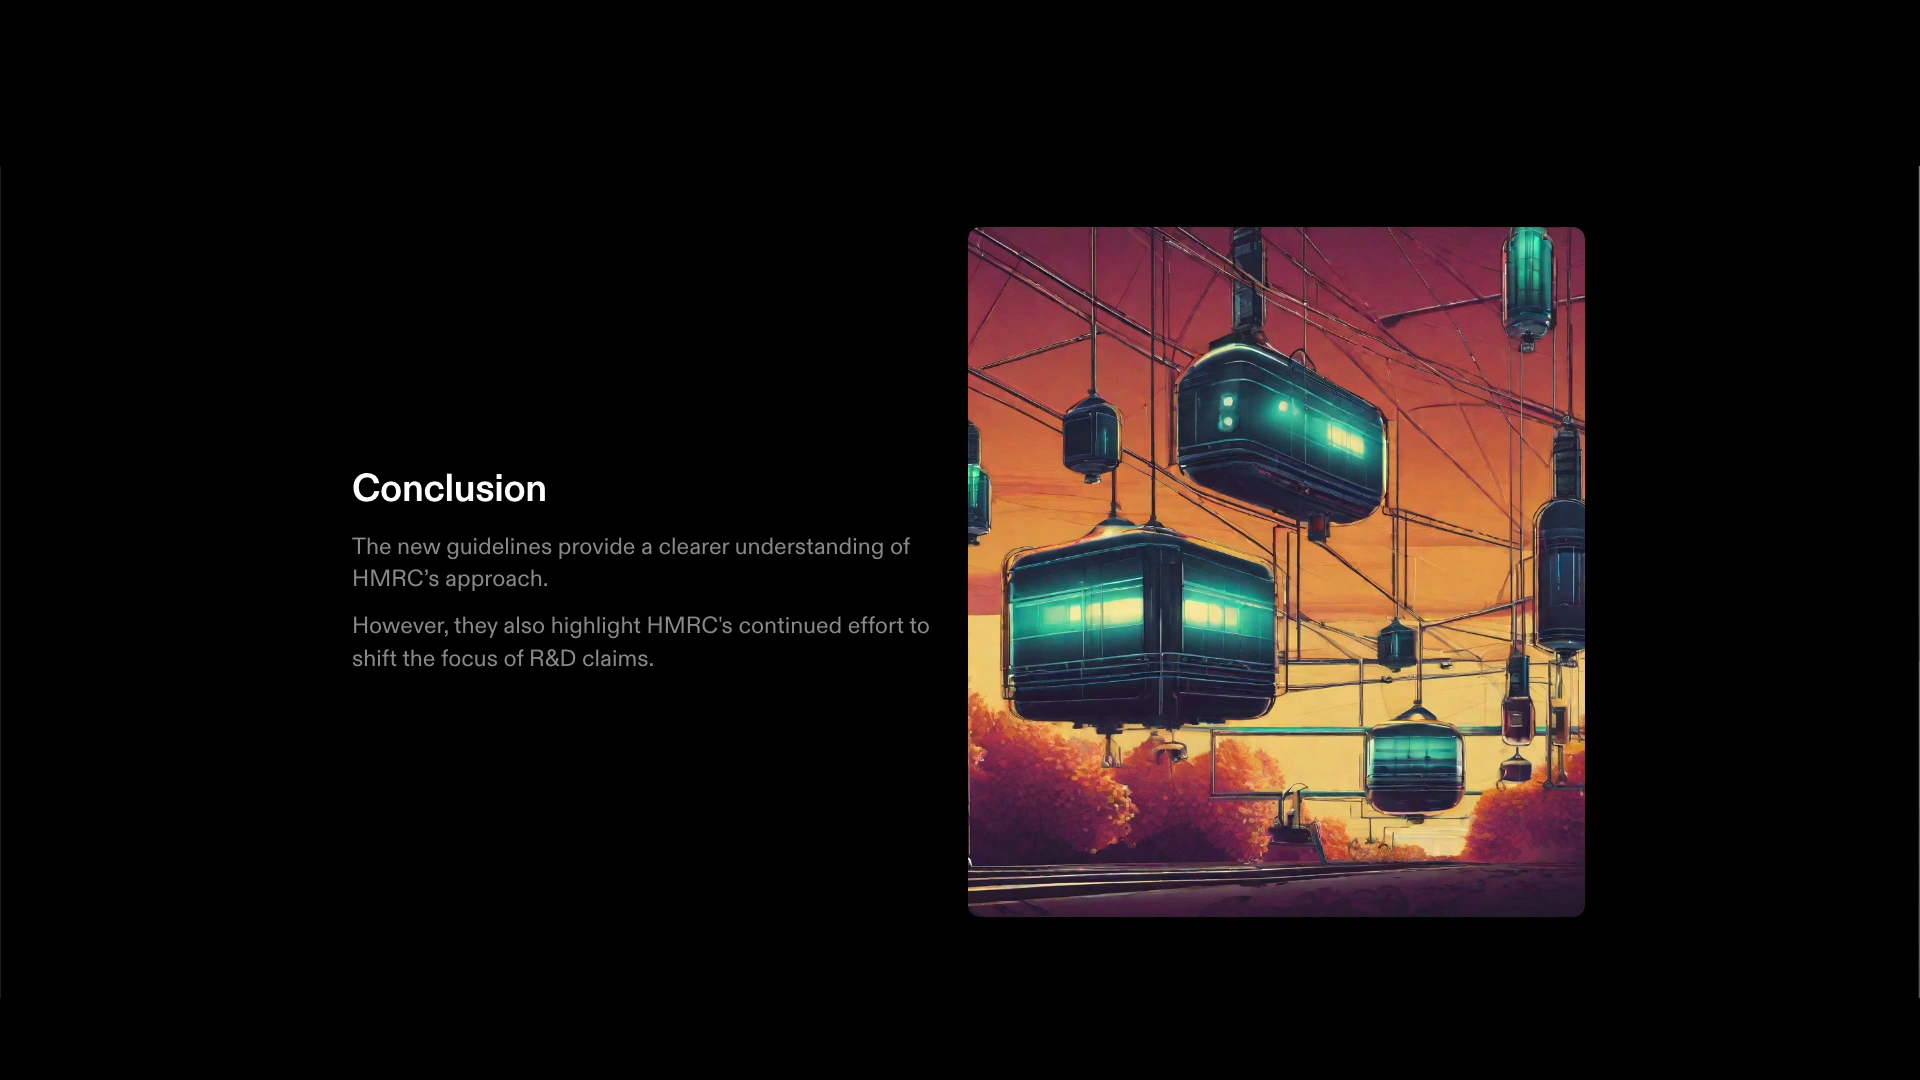 Conclusion
The new guidelines provide a clearer understanding of
HMRC’s approach.
However, they also highlight HMRC's continued effort to
shift the focus of R&D claims.